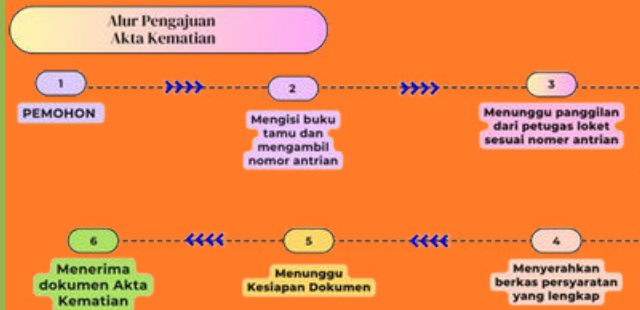 Alur Pengajuan
Akta Kematian
1
PEMOHON
2
Mengisi buku
tamu dan
mengambil
nomor antrian
3
Menunggu panggilan
dari petugas loket
sesuai nomer antrian
4
Menyerahkan
berkas persyaratan
yang lengkap
5
Menunggu
Kesiapan Dokumen
6
Menerima
dokumen Akta
Kematian